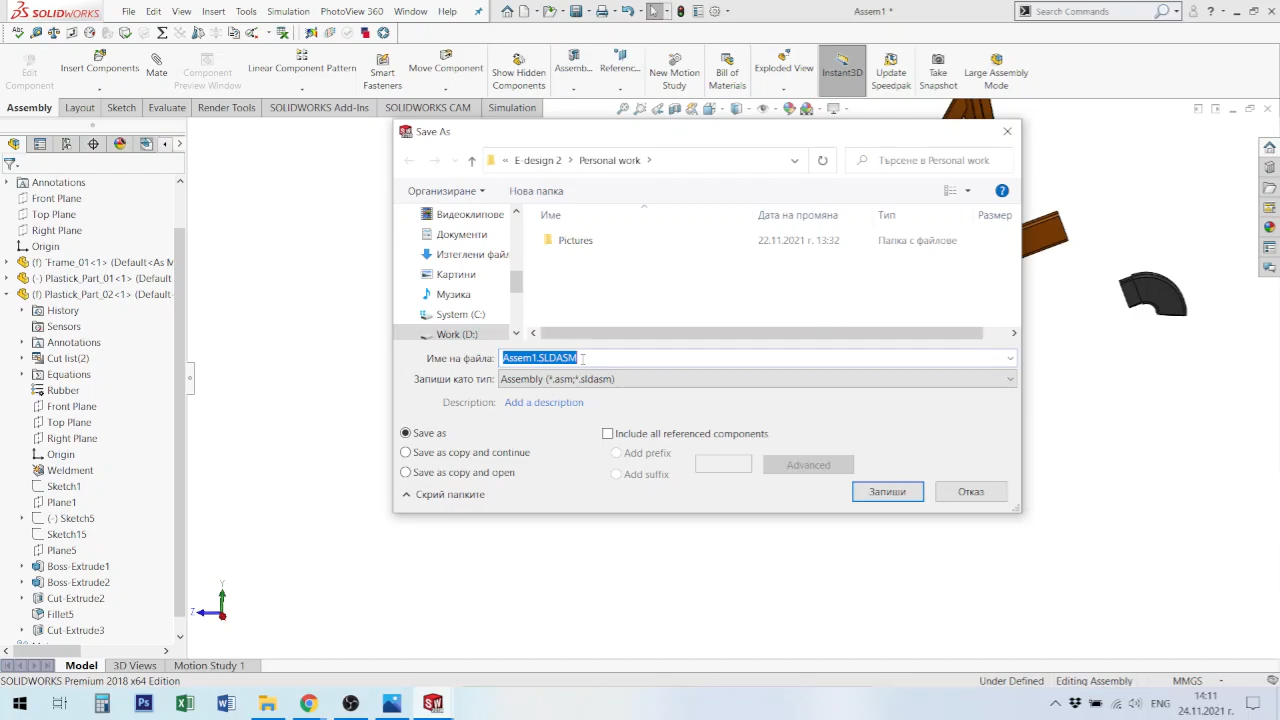 SOLIDWORKS File Edit View Insert Tools Simulation PhotoView 360 Window Help Assem1 * Search Commands
Edit Component
Insert Components
Mate
Component Preview Window
Linear Component Pattern
Smart Fasteners
Move Component
Show Hidden Components
Assemb...
Referenc...
New Motion Study
Bill of Materials
Exploded View
Instant3D
Update Speedpak
Take Snapshot
Large Assembly Mode
Assembly Layout Sketch Evaluate Render Tools SOLIDWORKS Add-Ins SOLIDWORKS CAM Simulation
Annotations
Front Plane
Top Plane
Right Plane
Origin
(f) Frame_01<1> (Default<As M
(-) Plastick_Part_01<1> (Default
(f) Plastick_Part_02<1> (Default-
History
Sensors
Annotations
Cut list(2)
Equations
Rubber
Front Plane
Top Plane
Right Plane
Origin
Weldment
Sketch1
Plane1
(-) Sketch5
Sketch15
Plane5
Boss-Extrude1
Boss-Extrude2
Cut-Extrude2
Fillet5
Cut-Extrude3
Save As
« E-design 2 > Personal work >
Търсене в Personal work
Организиране Нова папка
Видеоклипове
Документи
Изтеглени файл
Картини
Музика
System (C:)
Work (D:)
Име Дата на промяна Тип Размер
Pictures 22.11.2021 г. 13:32 Папка с файлове
Име на файла: Assem1.SLDASM
Запиши като тип: Assembly (*.asm;*.sldasm)
Description: Add a description
Save as
Save as copy and continue
Save as copy and open
Include all referenced components
Add prefix
Add suffix
Advanced
Скрий папките
Запиши Отказ
Y
Z
Model 3D Views Motion Study 1
SOLIDWORKS Premium 2018 x64 Edition Under Defined Editing Assembly MMGS
ENG 14:11
24.11.2021 г.